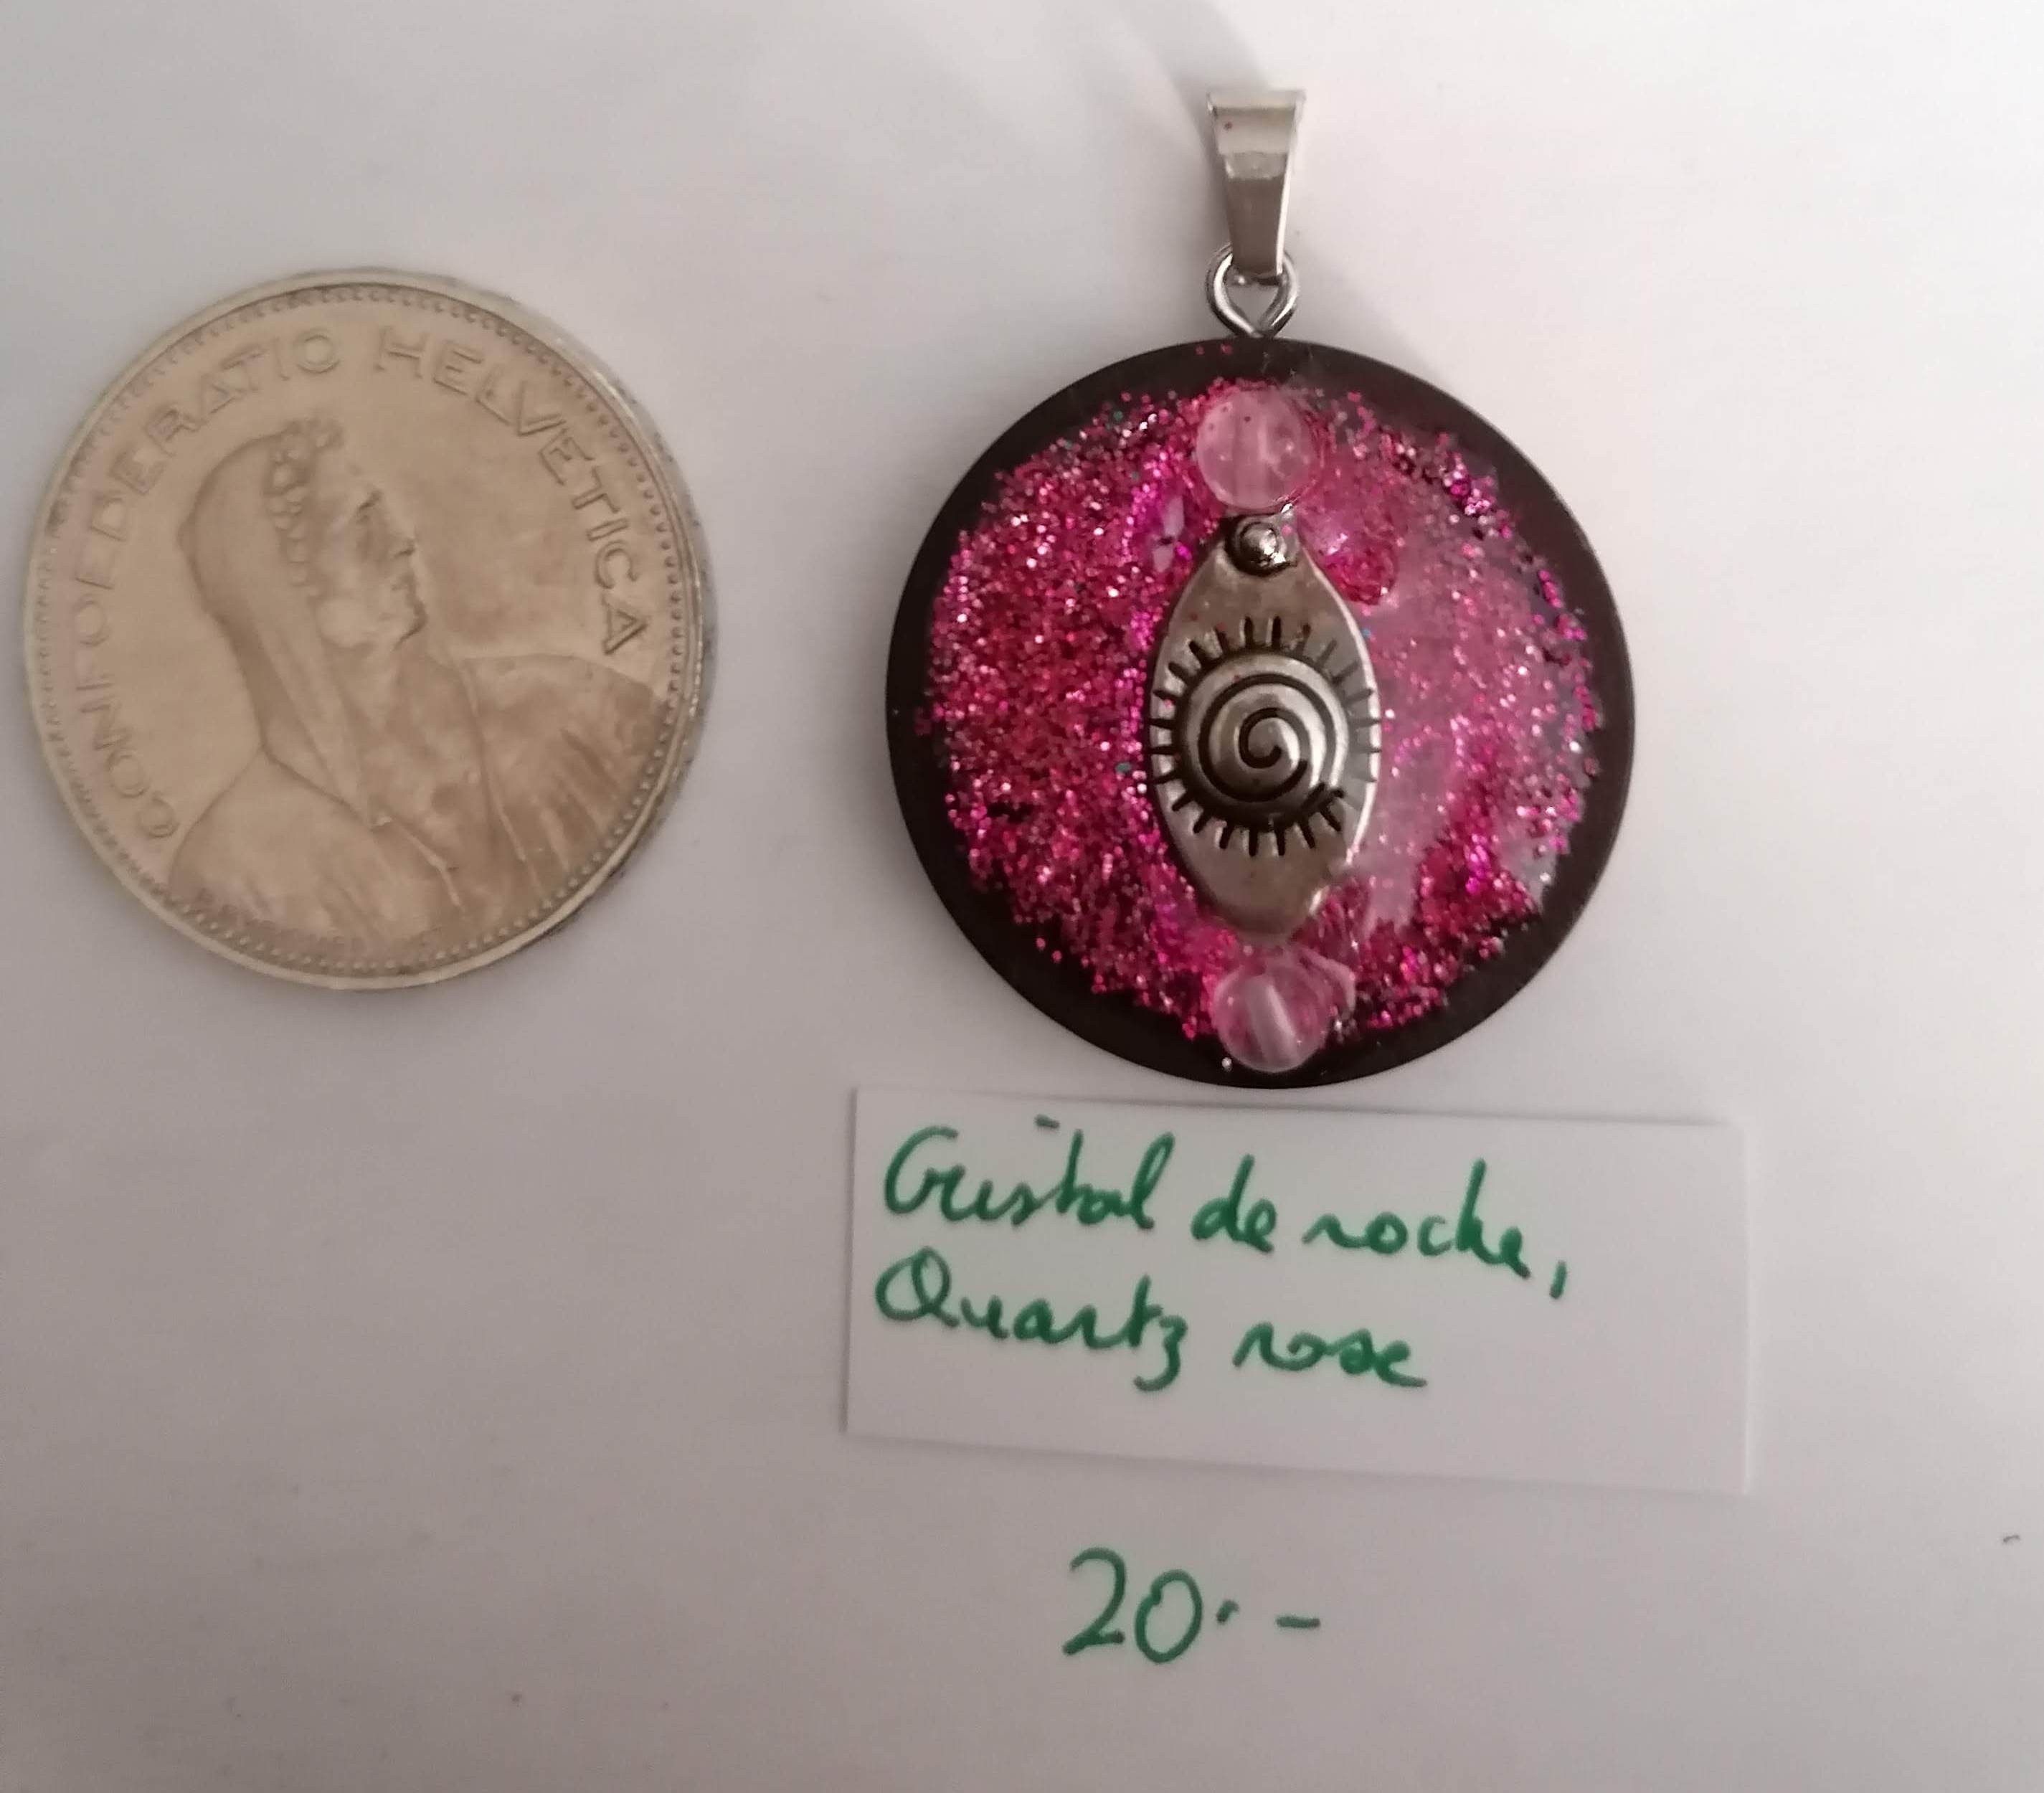 CONFOEDERATIO HELVETICA
Cristal de roche,
Quartz rose
20.-